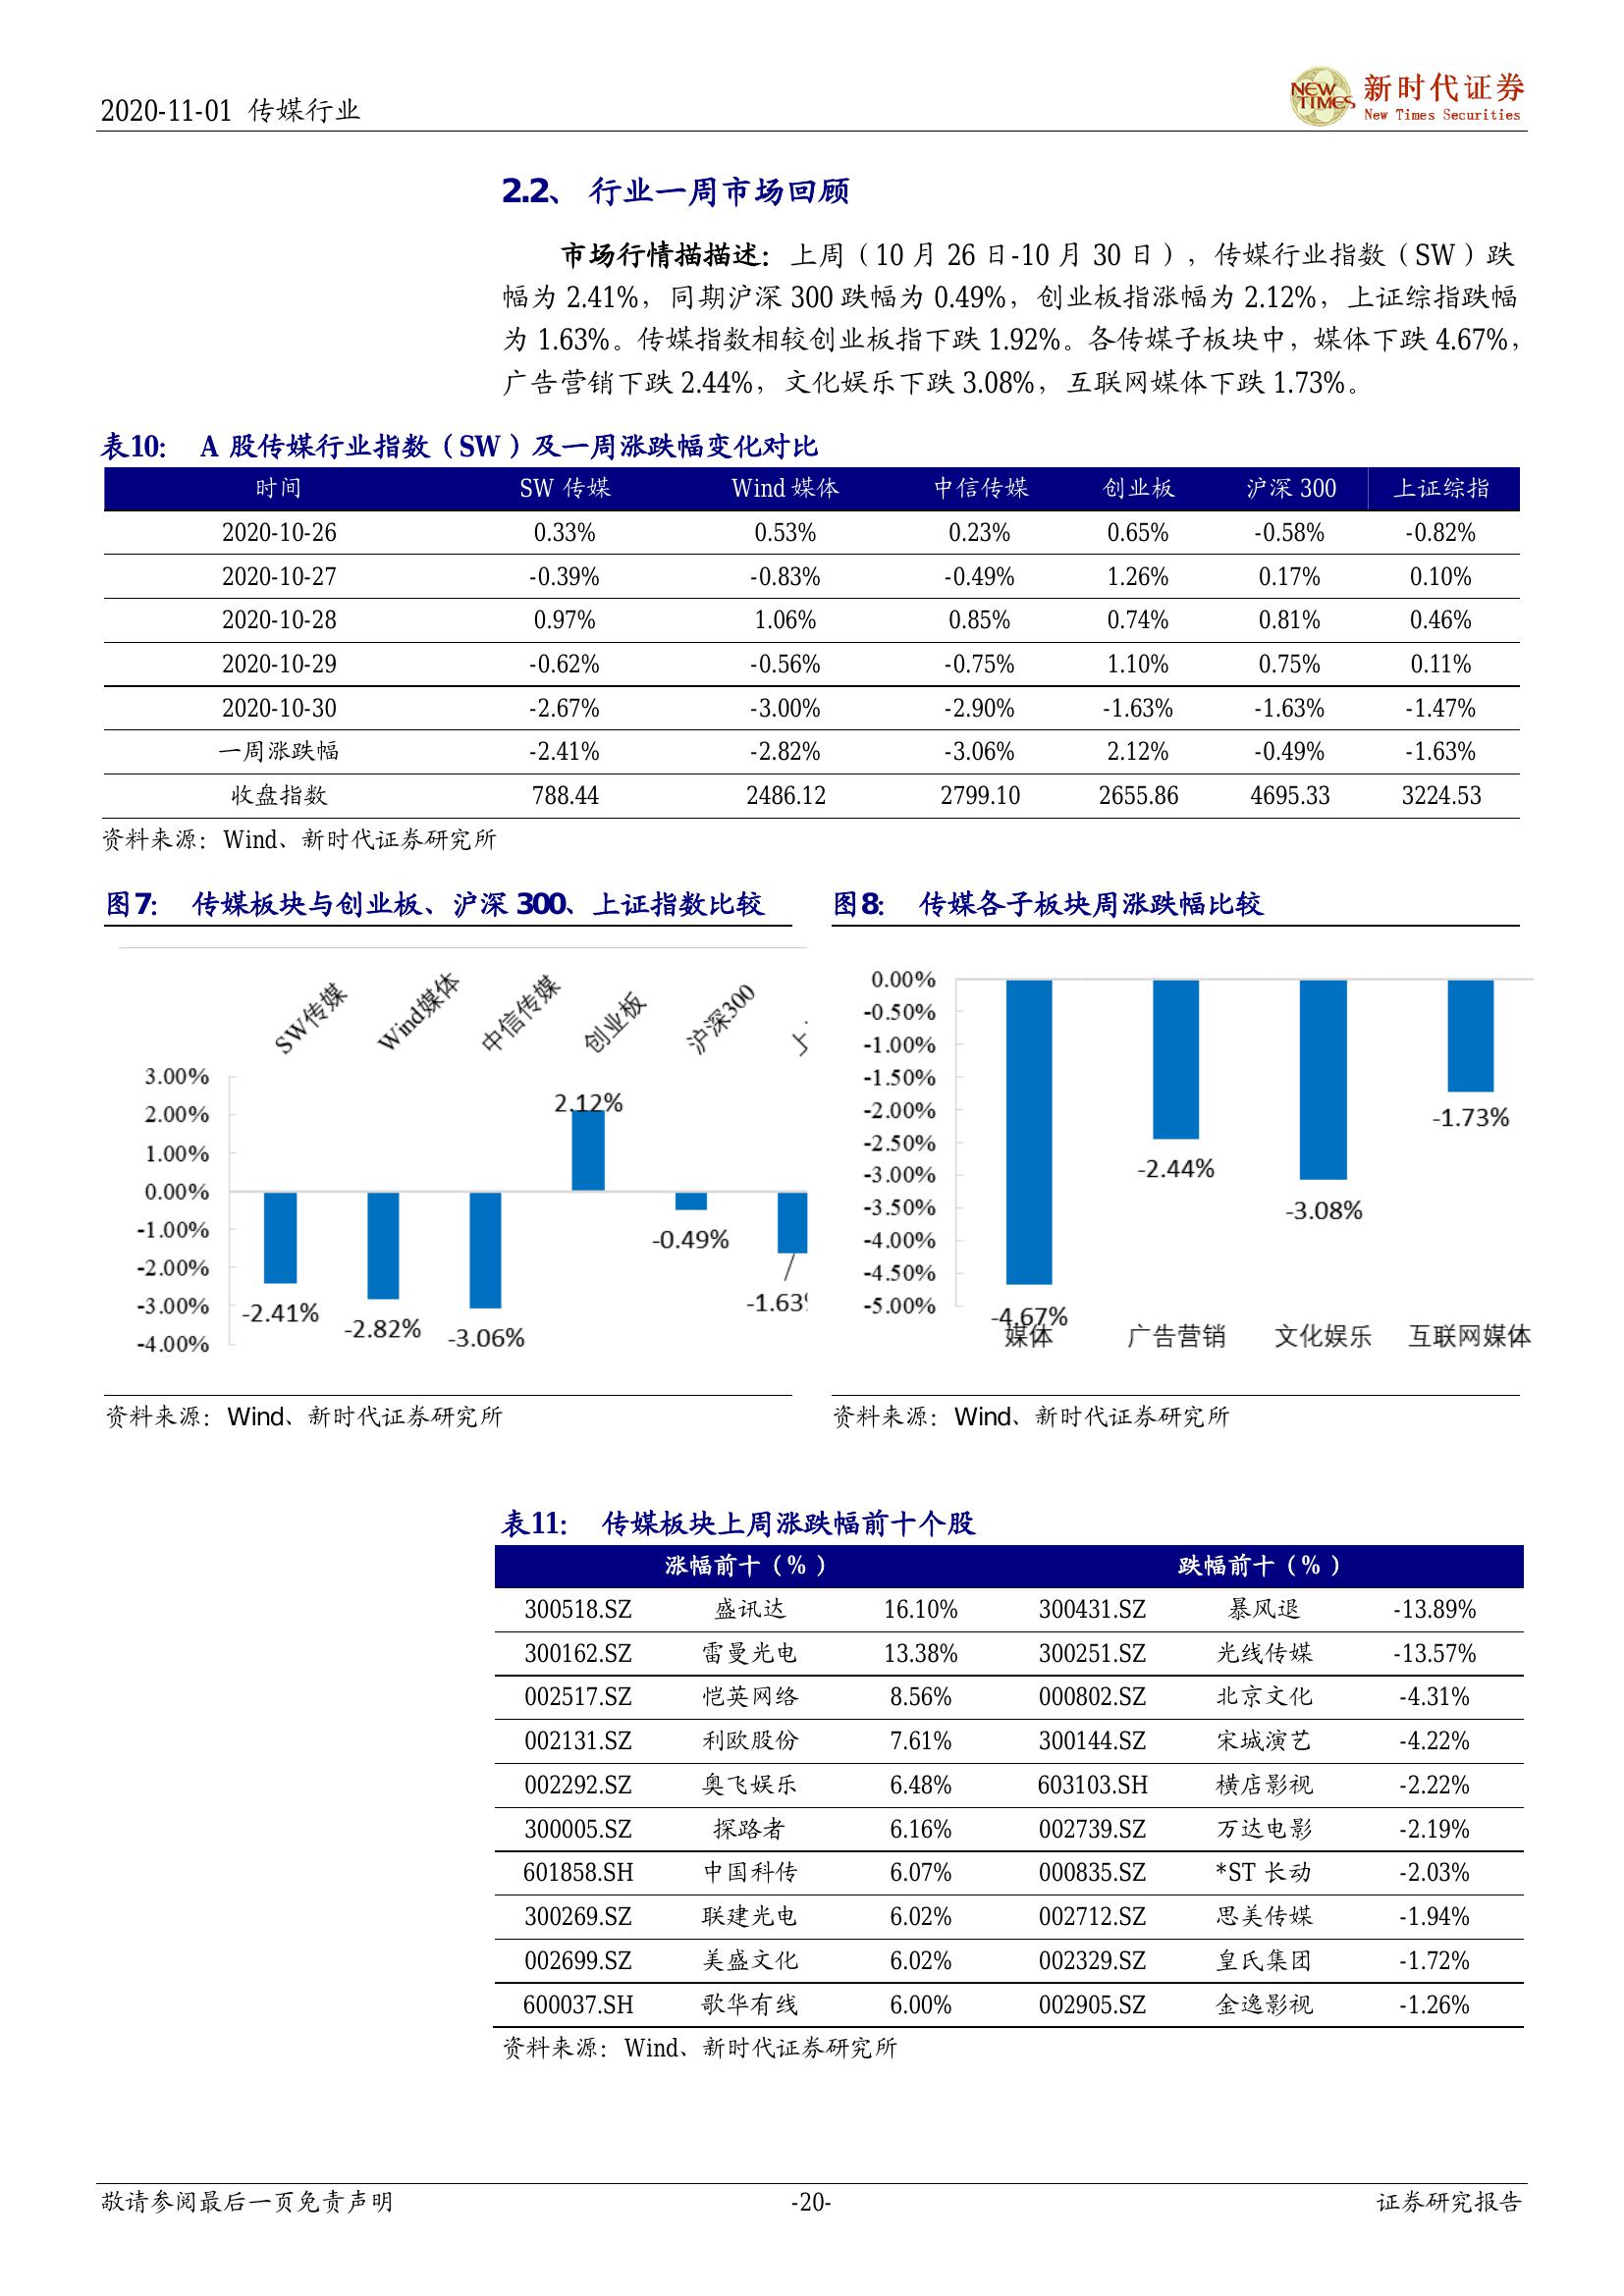 2020-11-01 传媒行业
NEW TIMES 新时代证券
New Times Securities
2.2、 行业一周市场回顾
市场行情描描述：上周（10 月 26 日-10 月 30 日），传媒行业指数（SW）跌
幅为 2.41%，同期沪深 300 跌幅为 0.49%，创业板指涨幅为 2.12%，上证综指跌幅
为 1.63%。传媒指数相较创业板指下跌 1.92%。各传媒子板块中，媒体下跌 4.67%，
广告营销下跌 2.44%，文化娱乐下跌 3.08%，互联网媒体下跌 1.73%。
表10： A 股传媒行业指数（SW）及一周涨跌幅变化对比
时间 SW 传媒 Wind 媒体 中信传媒 创业板 沪深 300 上证综指
2020-10-26 0.33% 0.53% 0.23% 0.65% -0.58% -0.82%
2020-10-27 -0.39% -0.83% -0.49% 1.26% 0.17% 0.10%
2020-10-28 0.97% 1.06% 0.85% 0.74% 0.81% 0.46%
2020-10-29 -0.62% -0.56% -0.75% 1.10% 0.75% 0.11%
2020-10-30 -2.67% -3.00% -2.90% -1.63% -1.63% -1.47%
一周涨跌幅 -2.41% -2.82% -3.06% 2.12% -0.49% -1.63%
收盘指数 788.44 2486.12 2799.10 2655.86 4695.33 3224.53
资料来源：Wind、新时代证券研究所
图7： 传媒板块与创业板、沪深 300、上证指数比较
SW传媒 Wind媒体 中信传媒 创业板 沪深300 上
3.00%
2.00%
1.00%
0.00%
-1.00%
-2.00%
-3.00%
-4.00%
-2.41% -2.82% -3.06% 2.12% -0.49% -1.63
资料来源：Wind、新时代证券研究所
图8： 传媒各子板块周涨跌幅比较
0.00%
-0.50%
-1.00%
-1.50%
-2.00%
-2.50%
-3.00%
-3.50%
-4.00%
-4.50%
-5.00%
-4.67% -2.44% -3.08% -1.73%
媒体 广告营销 文化娱乐 互联网媒体
资料来源：Wind、新时代证券研究所
表11： 传媒板块上周涨跌幅前十个股
涨幅前十（%） 跌幅前十（%）
300518.SZ 盛讯达 16.10% 300431.SZ 暴风退 -13.89%
300162.SZ 雷曼光电 13.38% 300251.SZ 光线传媒 -13.57%
002517.SZ 恺英网络 8.56% 000802.SZ 北京文化 -4.31%
002131.SZ 利欧股份 7.61% 300144.SZ 宋城演艺 -4.22%
002292.SZ 奥飞娱乐 6.48% 603103.SH 横店影视 -2.22%
300005.SZ 探路者 6.16% 002739.SZ 万达电影 -2.19%
601858.SH 中国科传 6.07% 000835.SZ *ST 长动 -2.03%
300269.SZ 联建光电 6.02% 002712.SZ 思美传媒 -1.94%
002699.SZ 美盛文化 6.02% 002329.SZ 皇氏集团 -1.72%
600037.SH 歌华有线 6.00% 002905.SZ 金逸影视 -1.26%
资料来源：Wind、新时代证券研究所
敬请参阅最后一页免责声明 -20- 证券研究报告